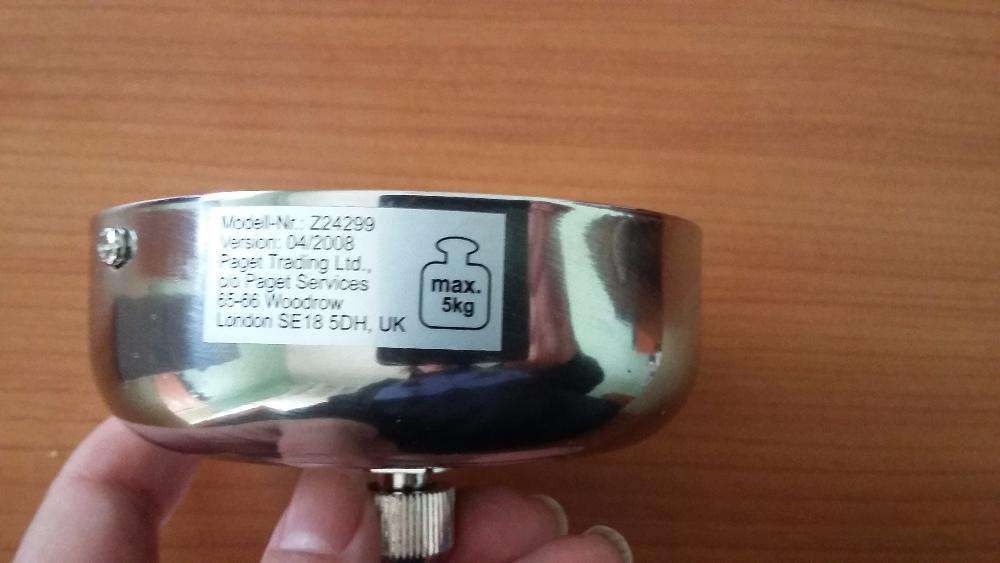 Modell-Nr.: Z24299
Version: 04/2008
Paget Trading Ltd.,
c/o Paget Services
65-66 Woodrow
London SE18 5DH, UK
max.
5kg